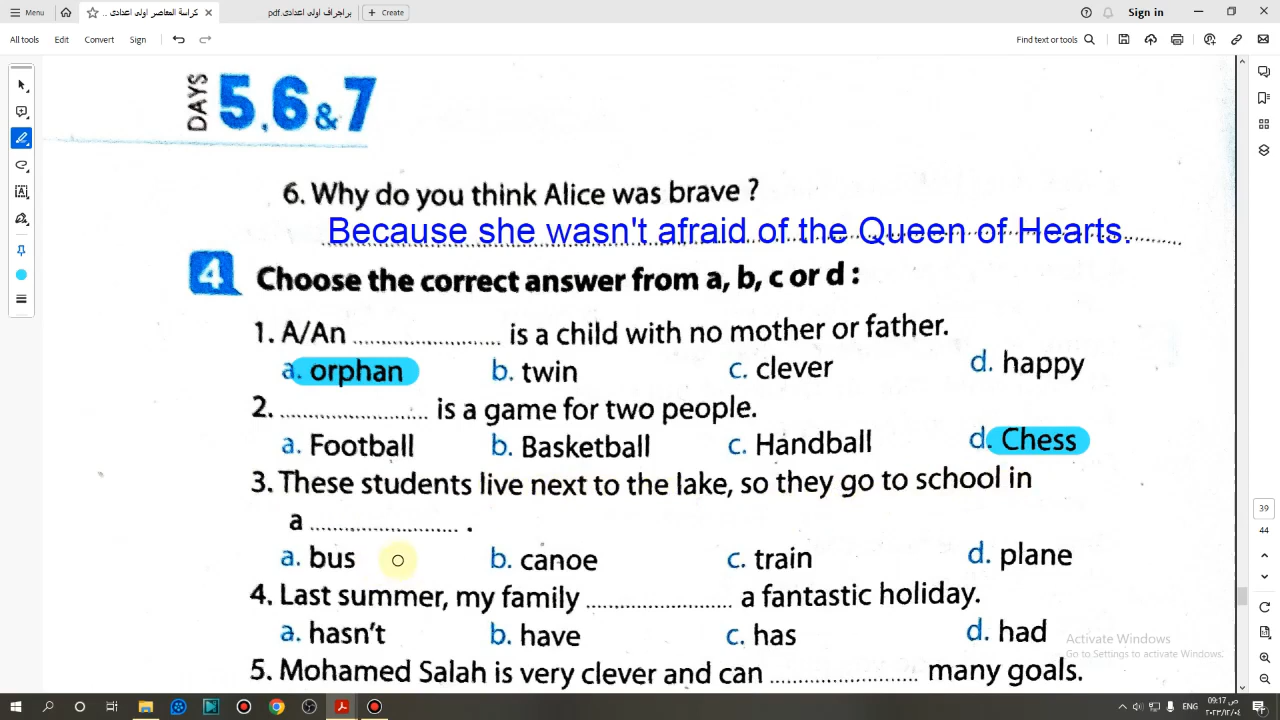 Menu
كراسة المعاصر اولى اعدادى .. ×
براجراف اولى اعدادى.pdf
+ Create
Sign in
All tools Edit Convert Sign
Find text or tools
DAYS 5,6&7
6. Why do you think Alice was brave ?
Because she wasn't afraid of the Queen of Hearts.
4 Choose the correct answer from a, b, c or d :
1. A/An ........................ is a child with no mother or father.
a. orphan b. twin c. clever d. happy
2. ........................ is a game for two people.
a. Football b. Basketball c. Handball d. Chess
3. These students live next to the lake, so they go to school in
a ........................ .
a. bus b. canoe c. train d. plane
4. Last summer, my family ........................ a fantastic holiday.
a. hasn't b. have c. has d. had
5. Mohamed Salah is very clever and can ........................ many goals.
Activate Windows
Go to Settings to activate Windows.
39
44
ENG
09:17 ص